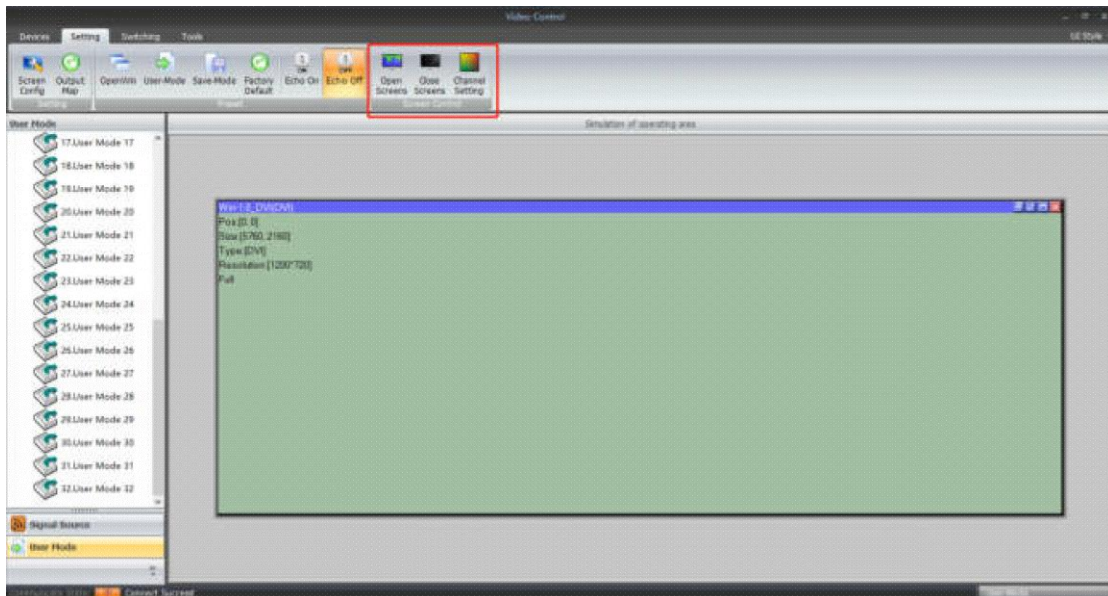 Video Control
Devices Setting Switching Tools UI Style
Screen Config Output Map OpenWin User-Mode Save-Mode Factory Default Echo On Echo Off Open Screens Close Screens Channel Setting
Setting Preset Screen Control
User Mode Simulation of operating area
17.User Mode 17
18.User Mode 18
19.User Mode 19
20.User Mode 20
21.User Mode 21
22.User Mode 22
23.User Mode 23
24.User Mode 24
25.User Mode 25
26.User Mode 26
27.User Mode 27
28.User Mode 28
29.User Mode 29
30.User Mode 30
31.User Mode 31
32.User Mode 32
Pos:[0, 0]
Size:[5760, 2160]
Type:[DVI]
Resolution:[1280*720]
Full
Signal Source
User Mode
Connect Succeed